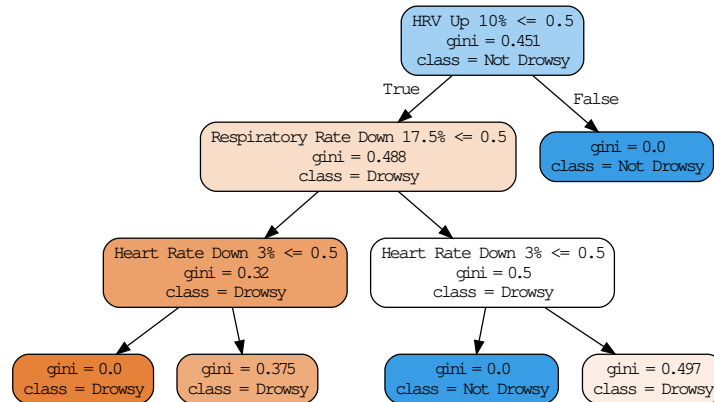 HRV Up 10% <= 0.5
gini = 0.451
class = Not Drowsy
True
False
Respiratory Rate Down 17.5% <= 0.5
gini = 0.488
class = Drowsy
gini = 0.0
class = Not Drowsy
Heart Rate Down 3% <= 0.5
gini = 0.32
class = Drowsy
Heart Rate Down 3% <= 0.5
gini = 0.5
class = Drowsy
gini = 0.0
class = Drowsy
gini = 0.375
class = Drowsy
gini = 0.0
class = Not Drowsy
gini = 0.497
class = Drowsy